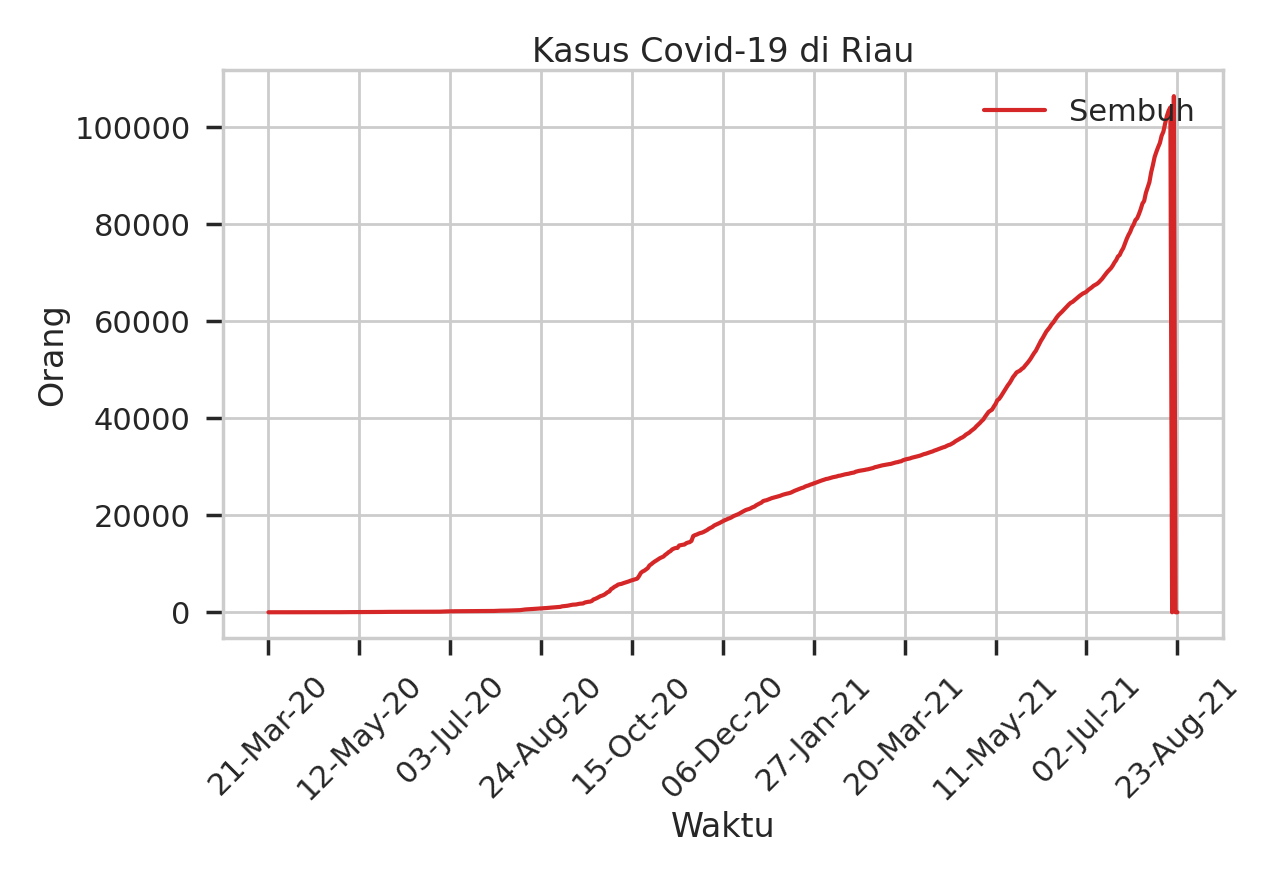 Kasus Covid-19 di Riau
Sembuh
Orang
100000
80000
60000
40000
20000
0
21-Mar-20
12-May-20
03-Jul-20
24-Aug-20
15-Oct-20
06-Dec-20
27-Jan-21
20-Mar-21
11-May-21
02-Jul-21
23-Aug-21
Waktu